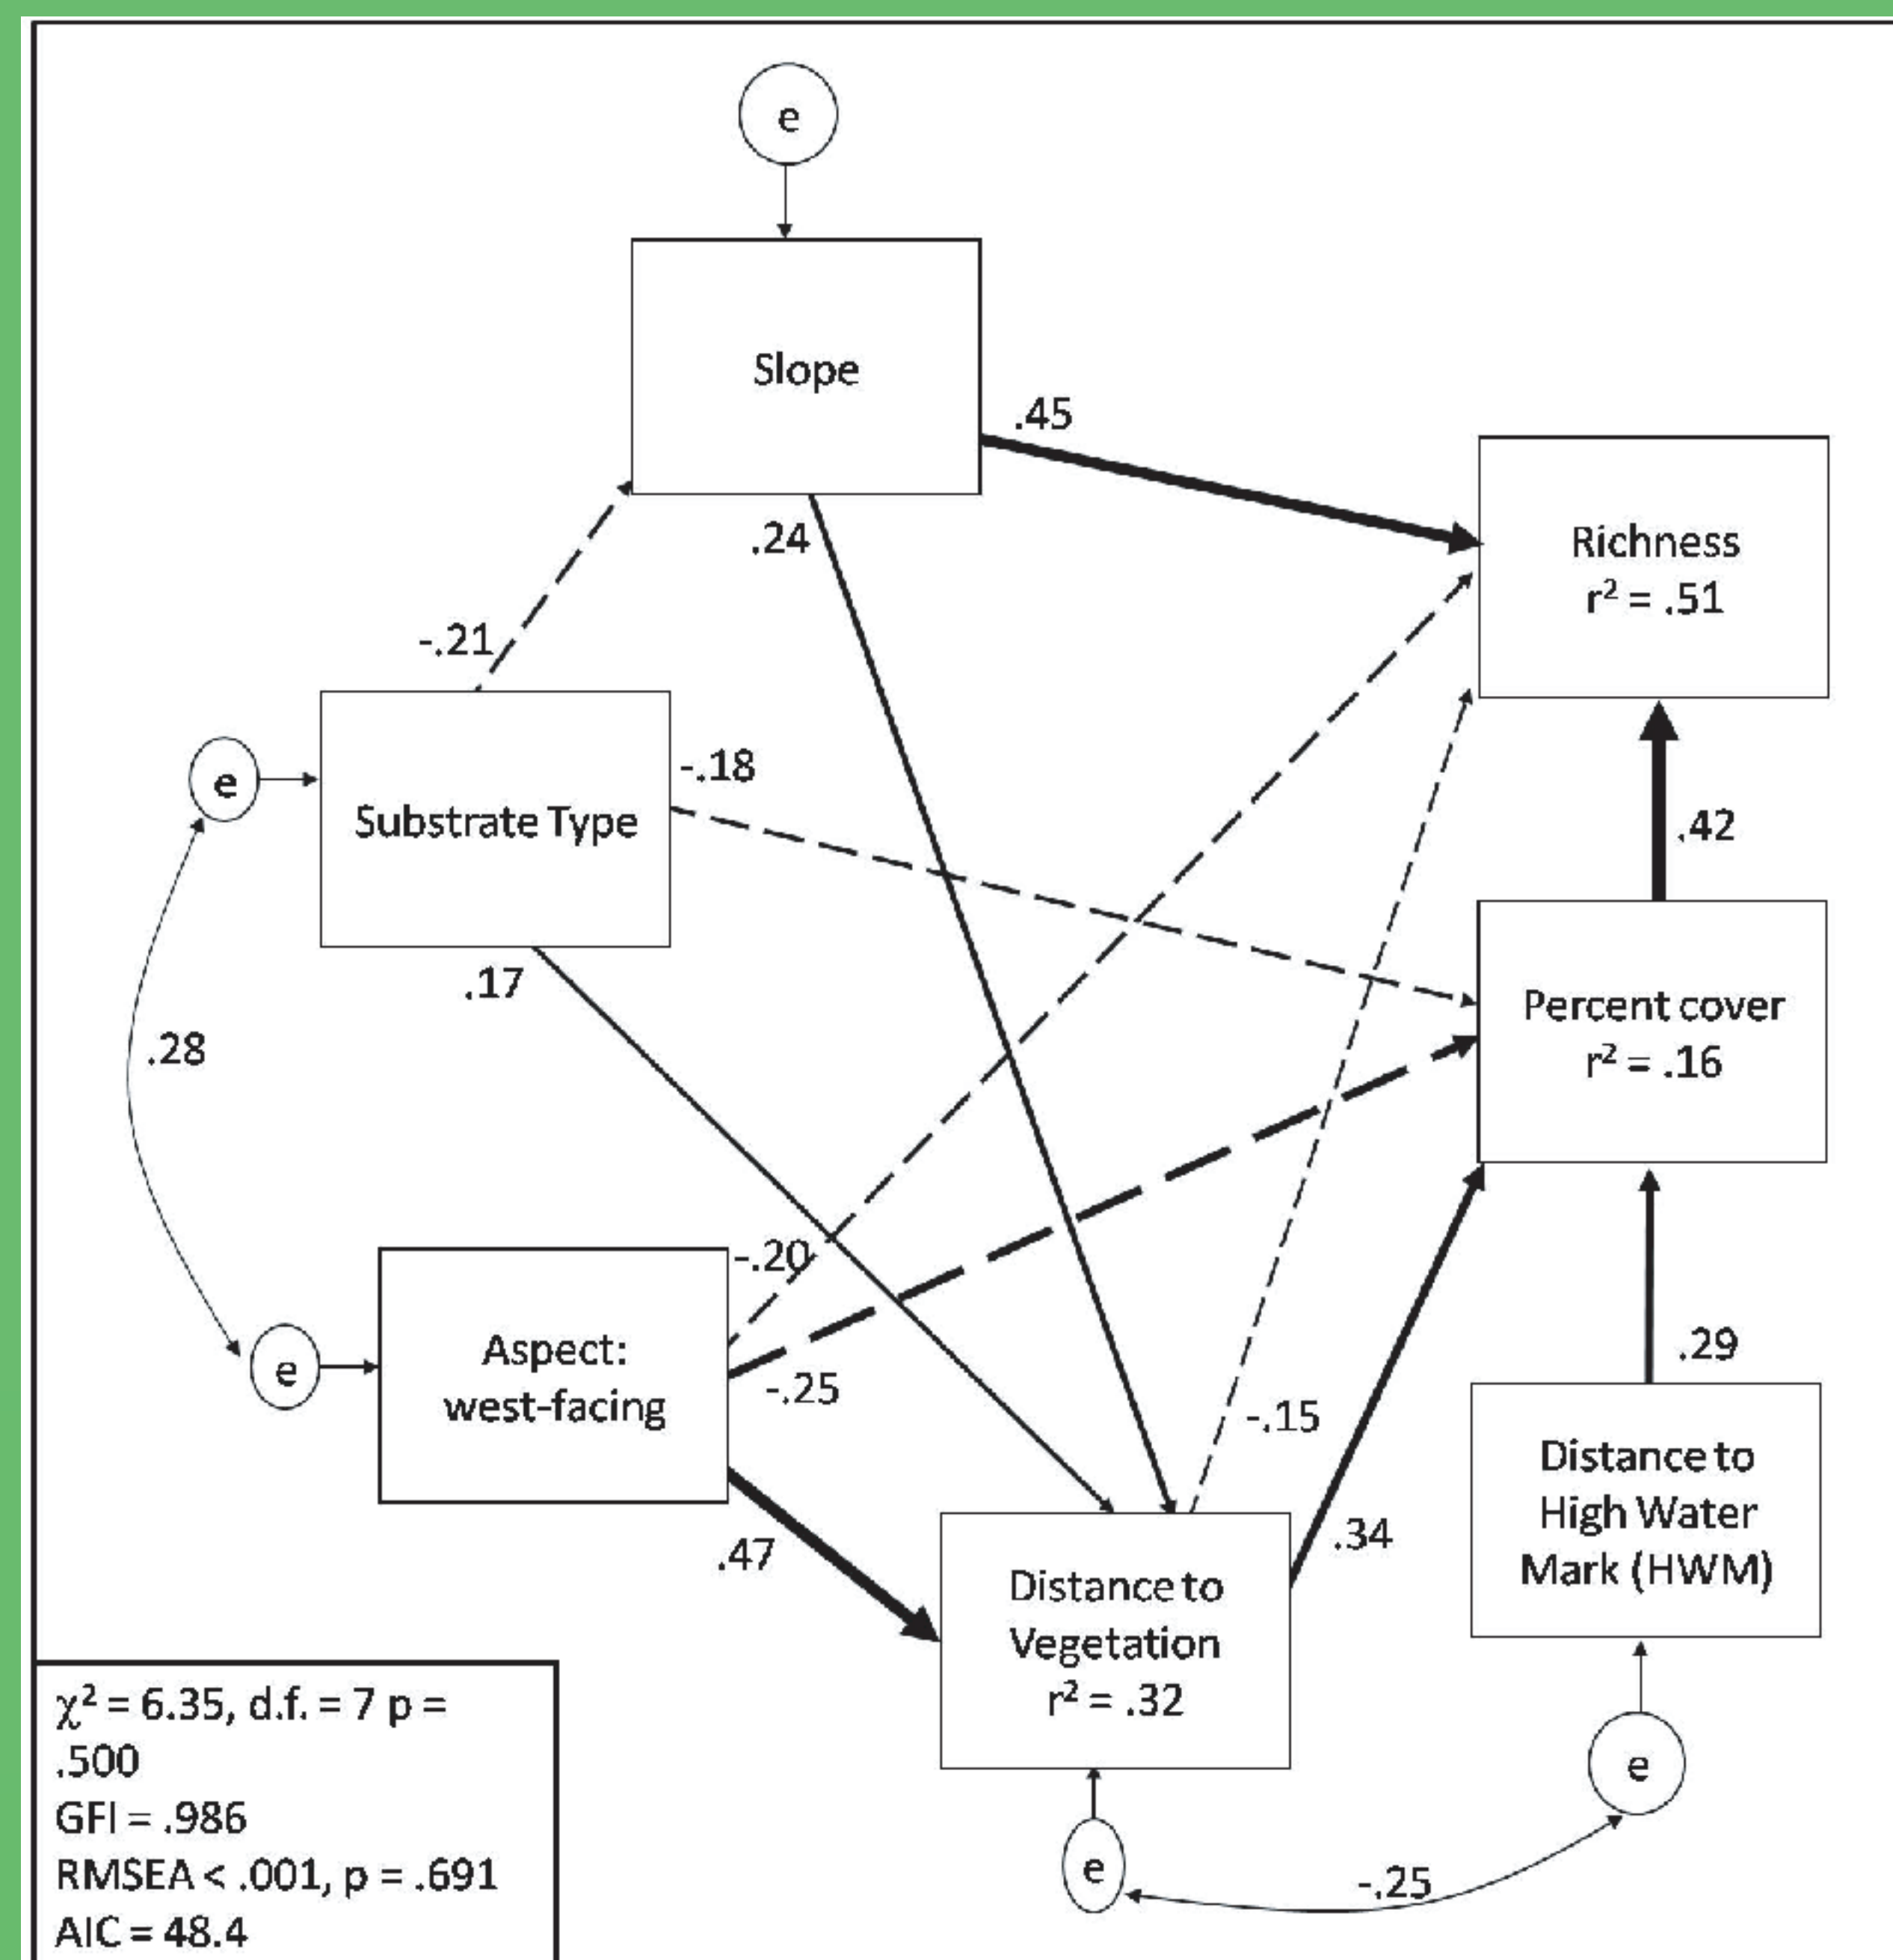 e
Slope
.45
.24
Richness
r² = .51
-.21
-.18
e
Substrate Type
.42
.17
Percent cover
r² = .16
.28
-.20
e
Aspect:
west-facing
-.25
.29
-.15
.47
.34
Distance to
High Water
Mark (HWM)
Distance to
Vegetation
r² = .32
χ² = 6.35, d.f. = 7 p =
.500
GFI = .986
RMSEA < .001, p = .691
AIC = 48.4
e
e
-.25